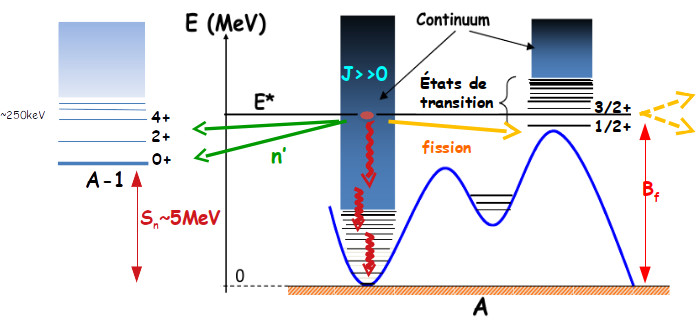 E (MeV)
Continuum
J>>0
États de
transition
~250keV
4+
2+
0+
A-1
E*
3/2+
1/2+
n’
fission
Sn~5MeV
Bf
0
A